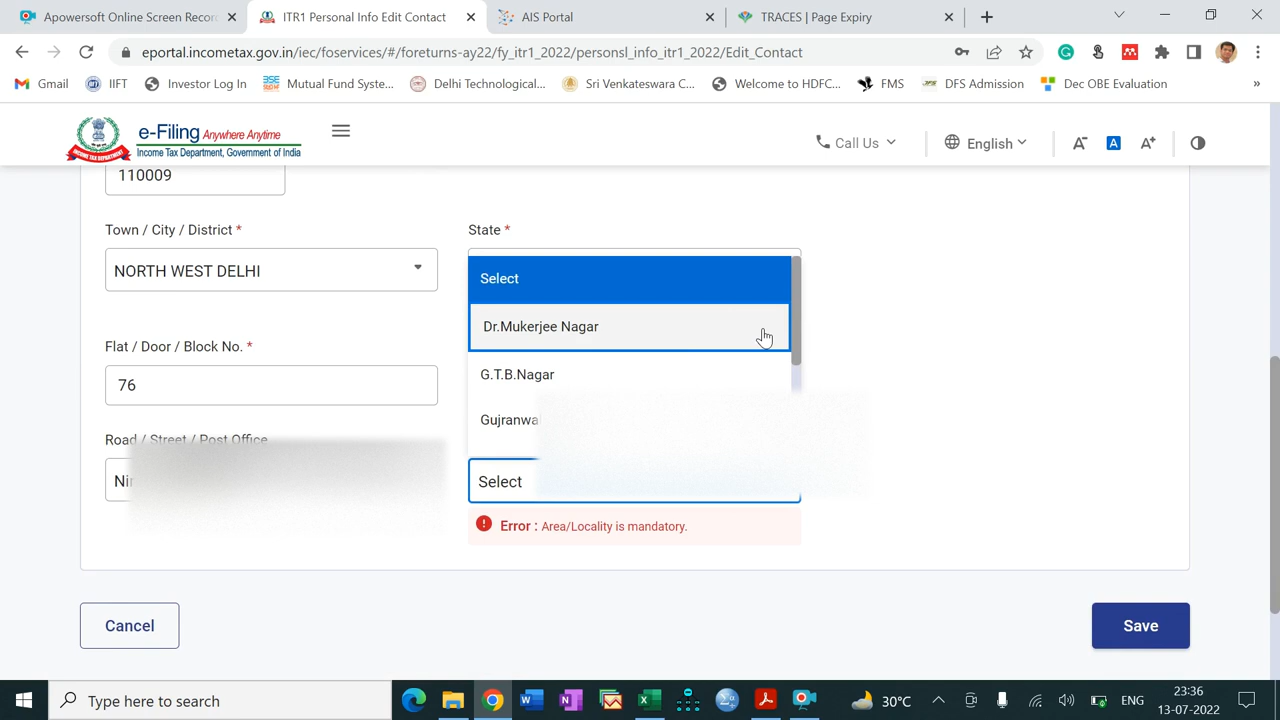 Apowersoft Online Screen Recor
ITR1 Personal Info Edit Contact
AIS Portal
TRACES | Page Expiry
eportal.incometax.gov.in/iec/foservices/#/foreturns-ay22/fy_itr1_2022/personsl_info_itr1_2022/Edit_Contact
Gmail
IIFT
Investor Log In
Mutual Fund Syste...
Delhi Technological...
Sri Venkateswara C...
Welcome to HDFC...
FMS
DFS Admission
Dec OBE Evaluation
»
e-Filing Anywhere Anytime
Income Tax Department, Government of India
Call Us
English
A-
A
A+
110009
Town / City / District *
State *
NORTH WEST DELHI
Select
Dr.Mukerjee Nagar
Flat / Door / Block No. *
G.T.B.Nagar
76
Gujranwa
Road / Street / Post Office
Select
Error : Area/Locality is mandatory.
Cancel
Save
Type here to search
30°C
ENG
23:36
13-07-2022